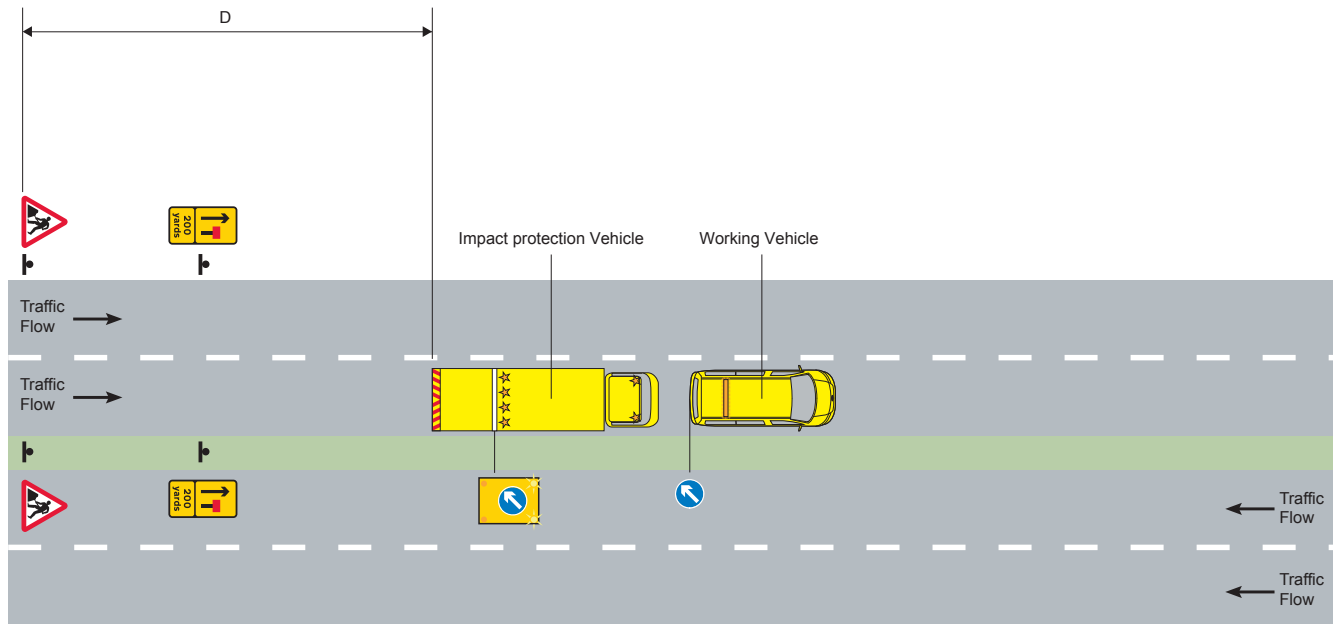 D
200
yards
Impact protection Vehicle
Working Vehicle
Traffic
Flow
Traffic
Flow
200
yards
Traffic
Flow
Traffic
Flow